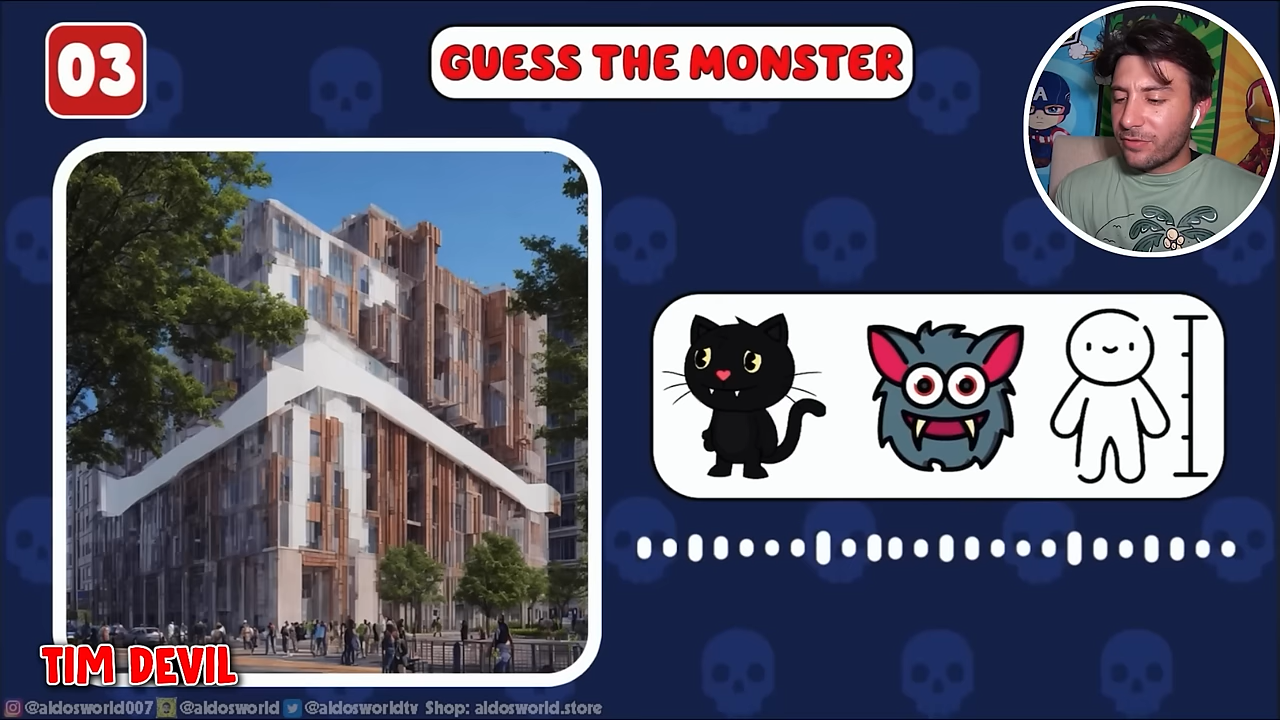 03
GUESS THE MONSTER
TIM DEVIL
@aldosworld007 @aldosworld @aldosworldtv Shop: aldosworld.store